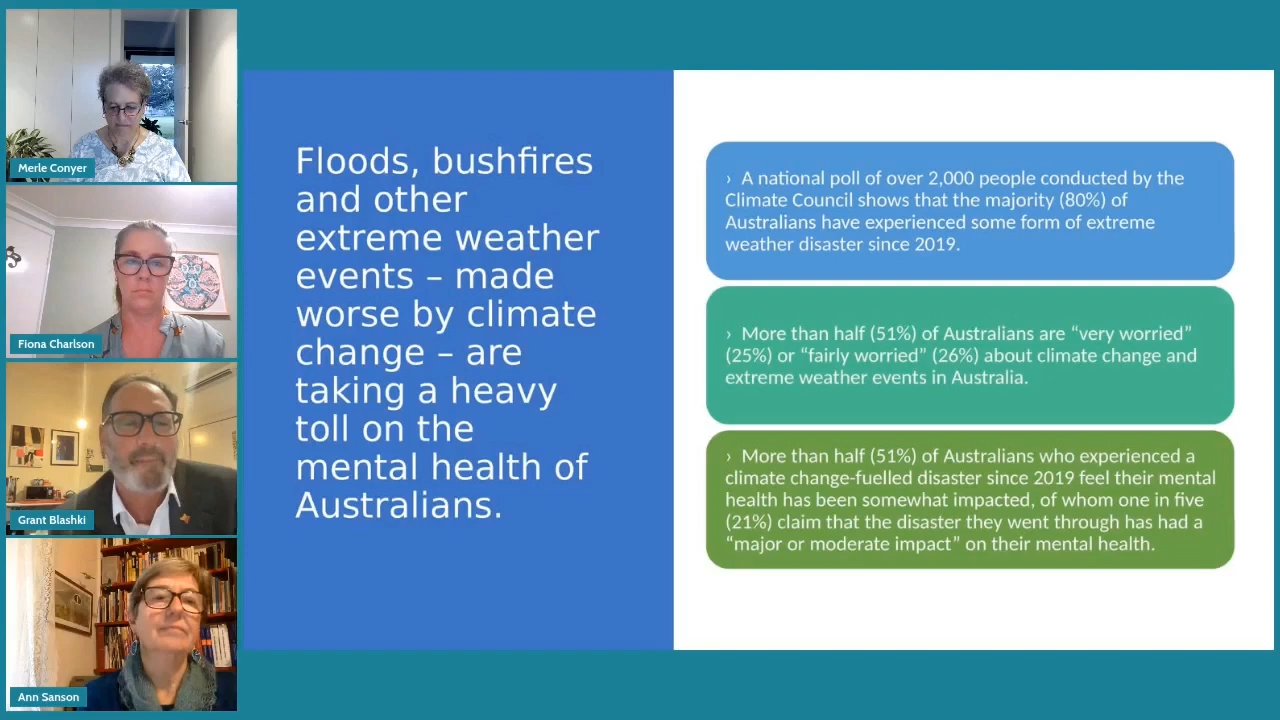 Merle Conyer
Fiona Charlson
Grant Blashki
Ann Sanson
Floods, bushfires
and other
extreme weather
events – made
worse by climate
change – are
taking a heavy
toll on the
mental health of
Australians.
› A national poll of over 2,000 people conducted by the
Climate Council shows that the majority (80%) of
Australians have experienced some form of extreme
weather disaster since 2019.
› More than half (51%) of Australians are “very worried”
(25%) or “fairly worried” (26%) about climate change and
extreme weather events in Australia.
› More than half (51%) of Australians who experienced a
climate change-fuelled disaster since 2019 feel their mental
health has been somewhat impacted, of whom one in five
(21%) claim that the disaster they went through has had a
“major or moderate impact” on their mental health.